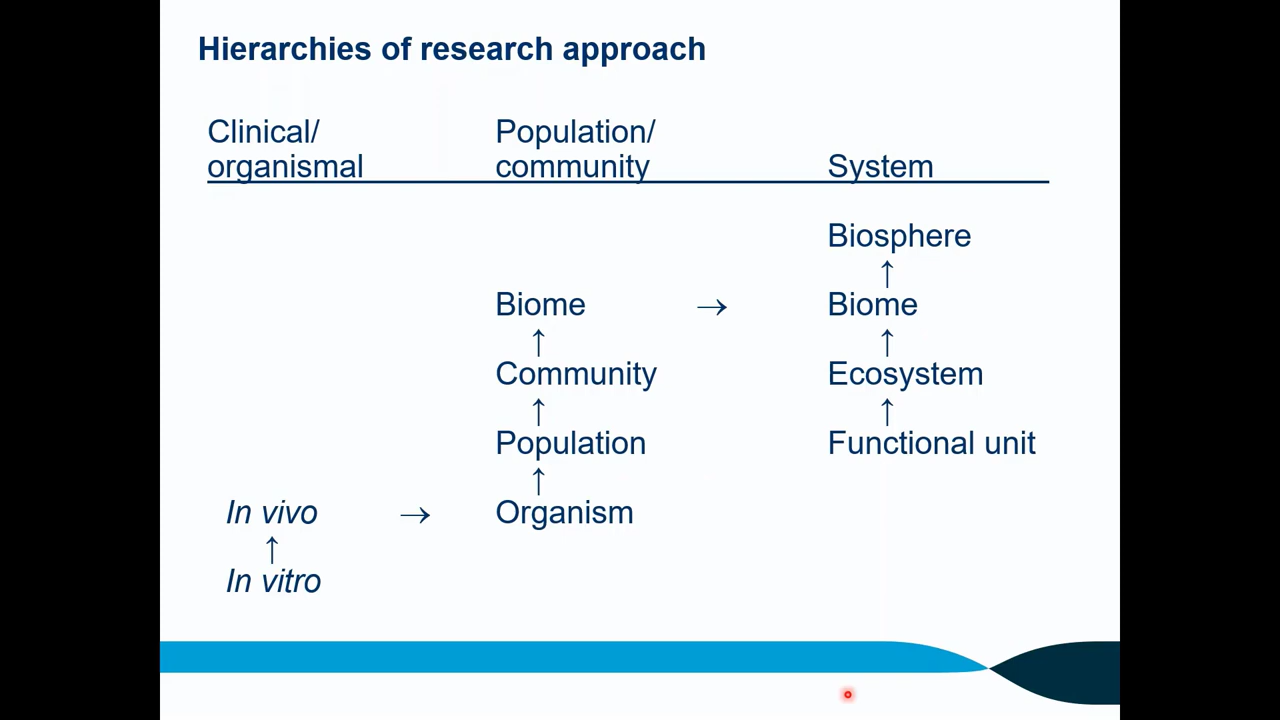 Hierarchies of research approach
Clinical/
organismal
Population/
community
System
Biosphere
↑
Biome → Biome
↑ ↑
Community Ecosystem
↑ ↑
Population Functional unit
↑
In vivo → Organism
↑
In vitro